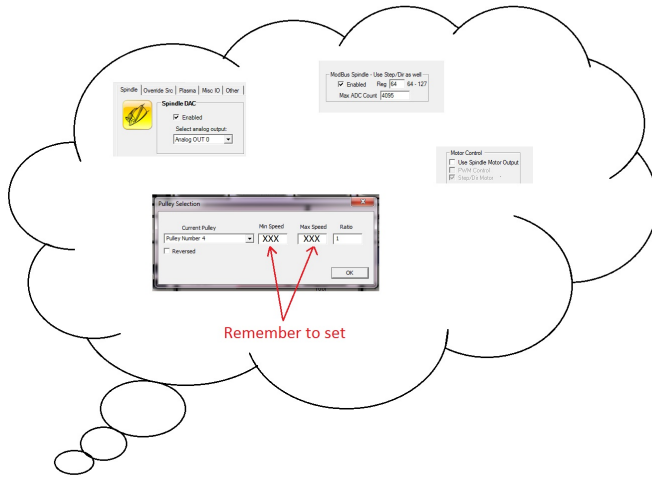 ModBus Spindle - Use Step/Dir as well
Enabled Reg 64 64 - 127
Max ADC Count 4095
Spindle Override Src Plasma Misc IO Other
Spindle DAC
Enabled
Select analog output:
Analog OUT 0
Motor Control
Use Spindle Motor Output
PWM Control
Step/Dir Motor
Pulley Selection
Current Pulley Min Speed Max Speed Ratio
Pulley Number 4 XXX XXX 1
Reversed
OK
Remember to set